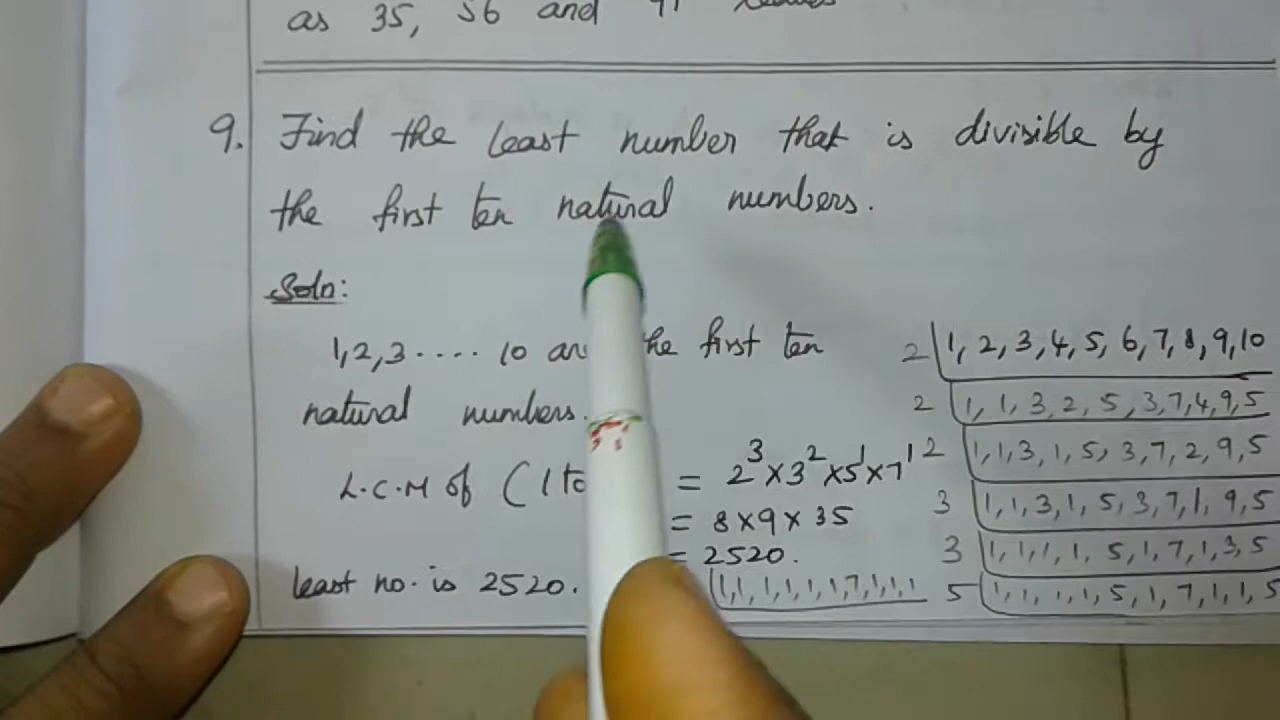 as 35, 56 and
9. Find the least number that is divisible by
the first ten natural numbers.
Soln:
1,2,3.... 10 are the first ten
natural numbers.
L.C.M of (1 to = 2³×3²×5¹×7¹
= 8×9×35
= 2520.
least no. is 2520.
2 1, 2, 3, 4, 5, 6, 7, 8, 9, 10
2 1, 1, 3, 2, 5, 3, 7, 4, 9, 5
2 1, 1, 3, 1, 5, 3, 7, 2, 9, 5
3 1, 1, 3, 1, 5, 3, 7, 1, 9, 5
3 1, 1, 1, 1, 5, 1, 7, 1, 3, 5
5 1, 1, 1, 1, 5, 1, 7, 1, 1, 5
1, 1, 1, 1, 1, 1, 7, 1, 1, 1